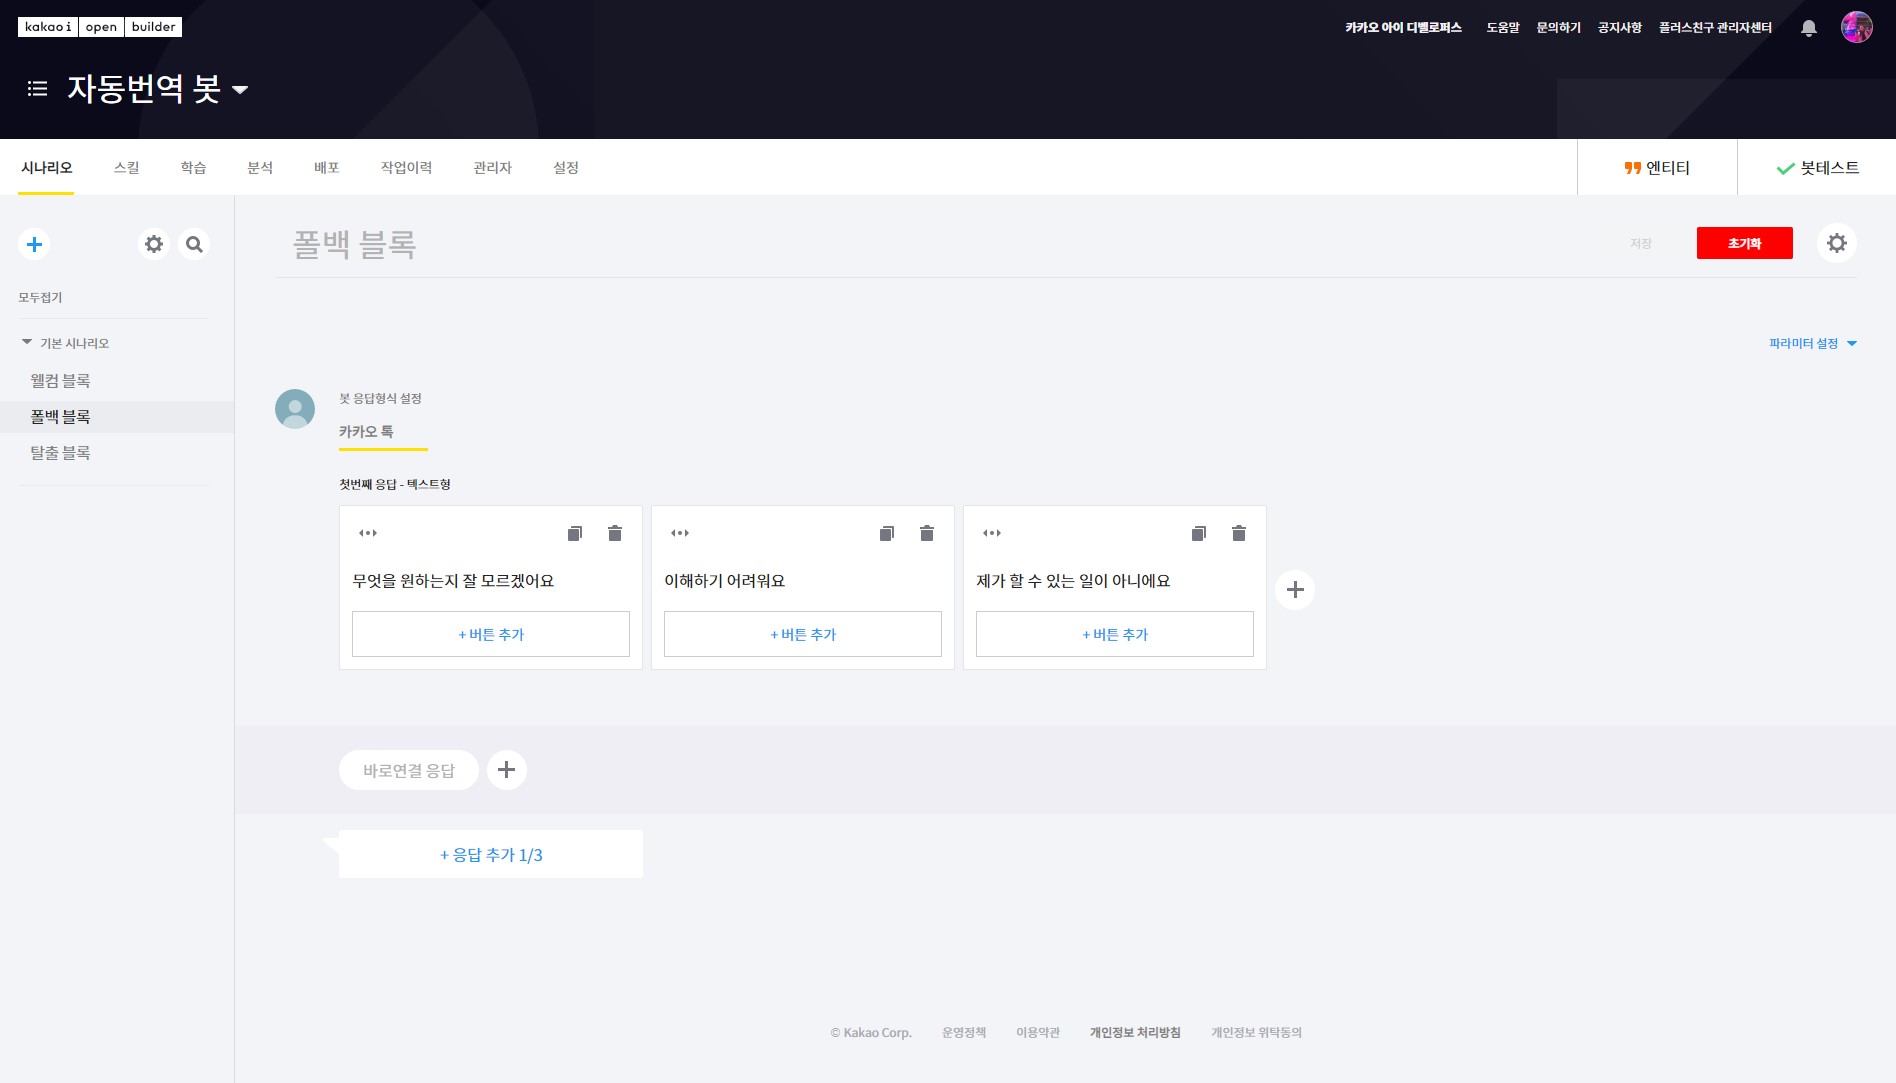 kakao i open builder
카카오 아이 디벨로퍼스 도움말 문의하기 공지사항 플러스친구 관리자센터
자동번역 봇
시나리오 스킬 학습 분석 배포 작업이력 관리자 설정 엔티티 봇테스트
모두접기
기본 시나리오
웰컴 블록
폴백 블록
탈출 블록
폴백 블록
저장 초기화
파라미터 설정
봇 응답형식 설정
카카오 톡
첫번째 응답 - 텍스트형
무엇을 원하는지 잘 모르겠어요
+ 버튼 추가
이해하기 어려워요
+ 버튼 추가
제가 할 수 있는 일이 아니에요
+ 버튼 추가
바로연결 응답
+ 응답 추가 1/3
© Kakao Corp. 운영정책 이용약관 개인정보 처리방침 개인정보 위탁동의